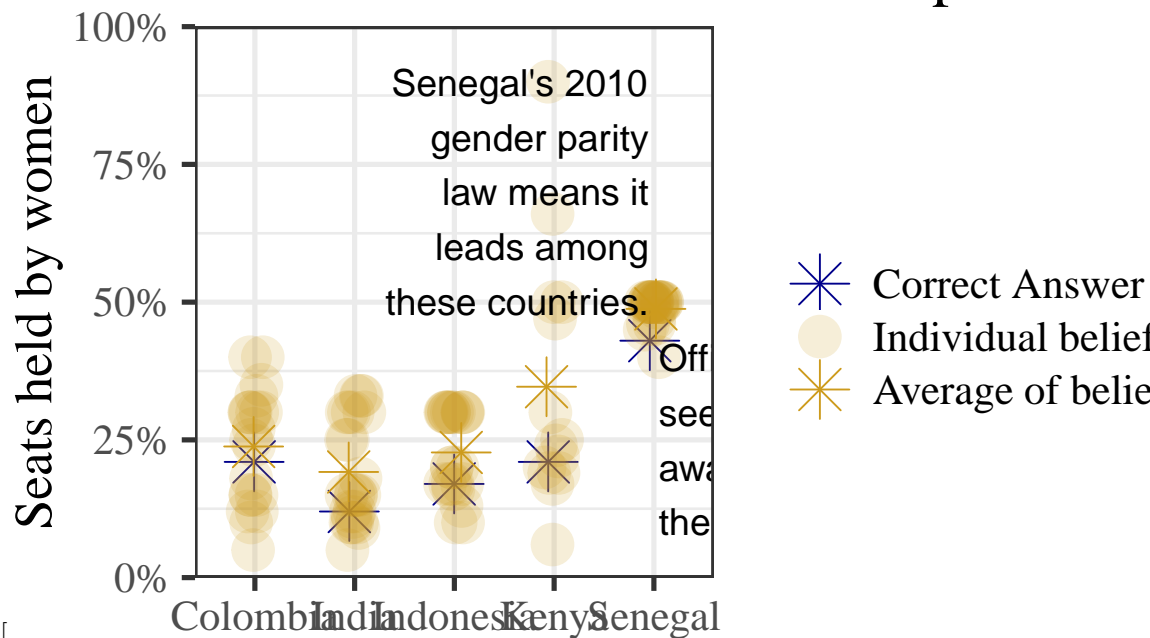 100%
75%
50%
25%
0%
Seats held by women
Senegal's 2010
gender parity
law means it
leads among
these countries.
Colombia
India
Indonesia
Kenya
Senegal
Correct Answer
Individual belief
Average of
the
[